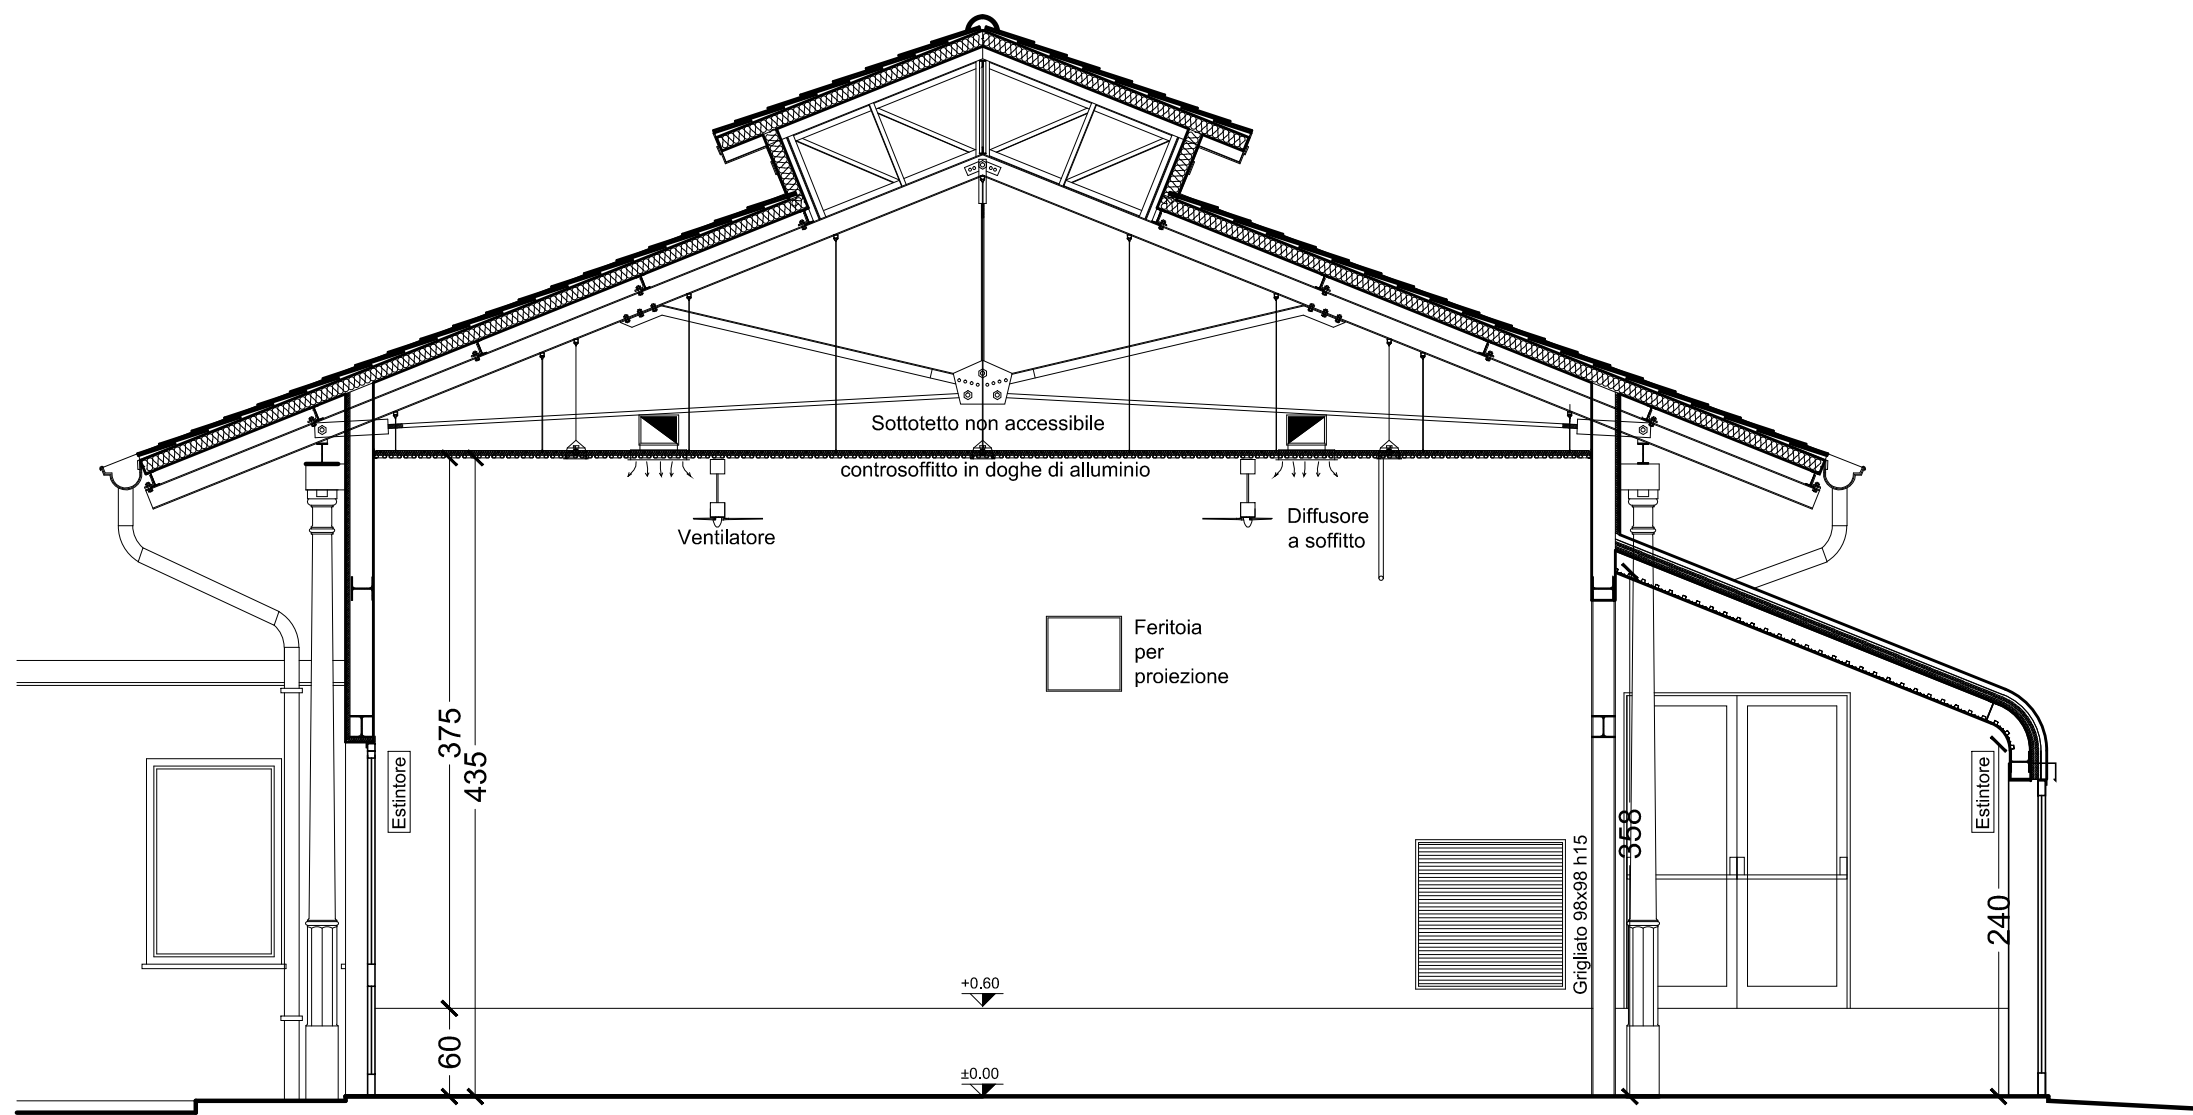 Sottotetto non accessibile
controsoffitto in doghe di alluminio
Ventilatore
Diffusore
a soffitto
Feritoia
per
proiezione
375
435
Estintore
Estintore
358
Grigliato 98x98 h15
240
+0.60
60
±0.00